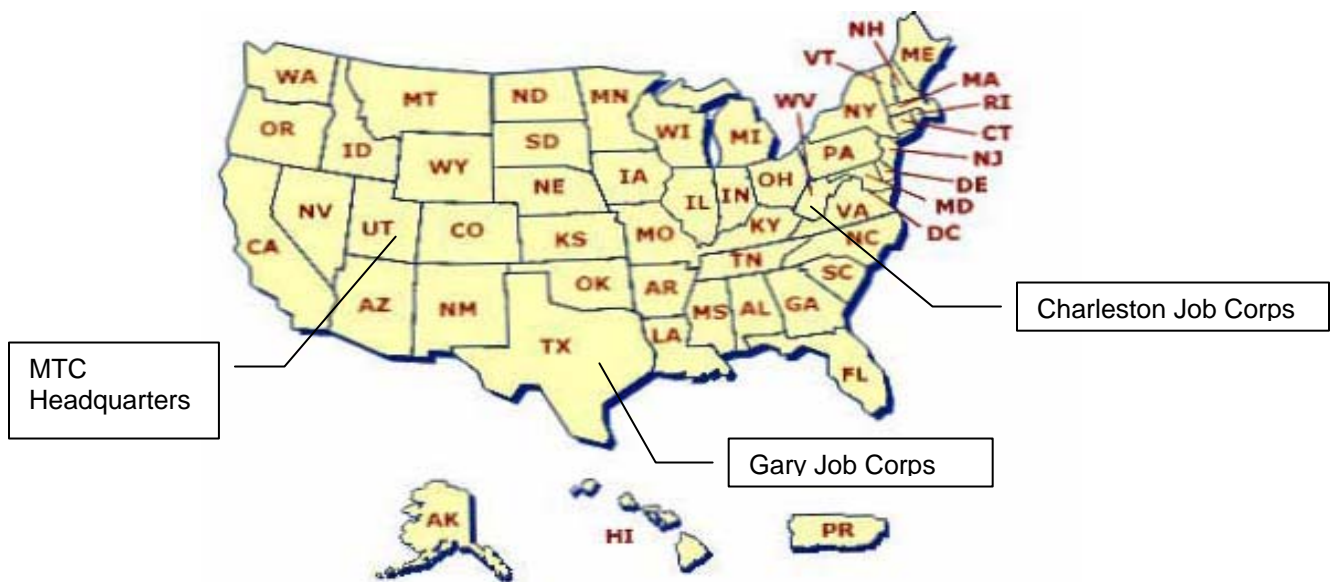 NH
ME
VT
WA
MT
ND
MN
MA
WV
NY
RI
OR
WI
MI
CT
ID
SD
PA
NJ
WY
IA
OH
DE
NE
IL
IN
MD
NV
UT
CO
VA
DC
CA
KS
MO
KY
NC
TN
OK
AR
SC
AZ
NM
MS
AL
GA
Charleston Job Corps
LA
TX
FL
MTC
Headquarters
Gary Job Corps
AK
HI
PR